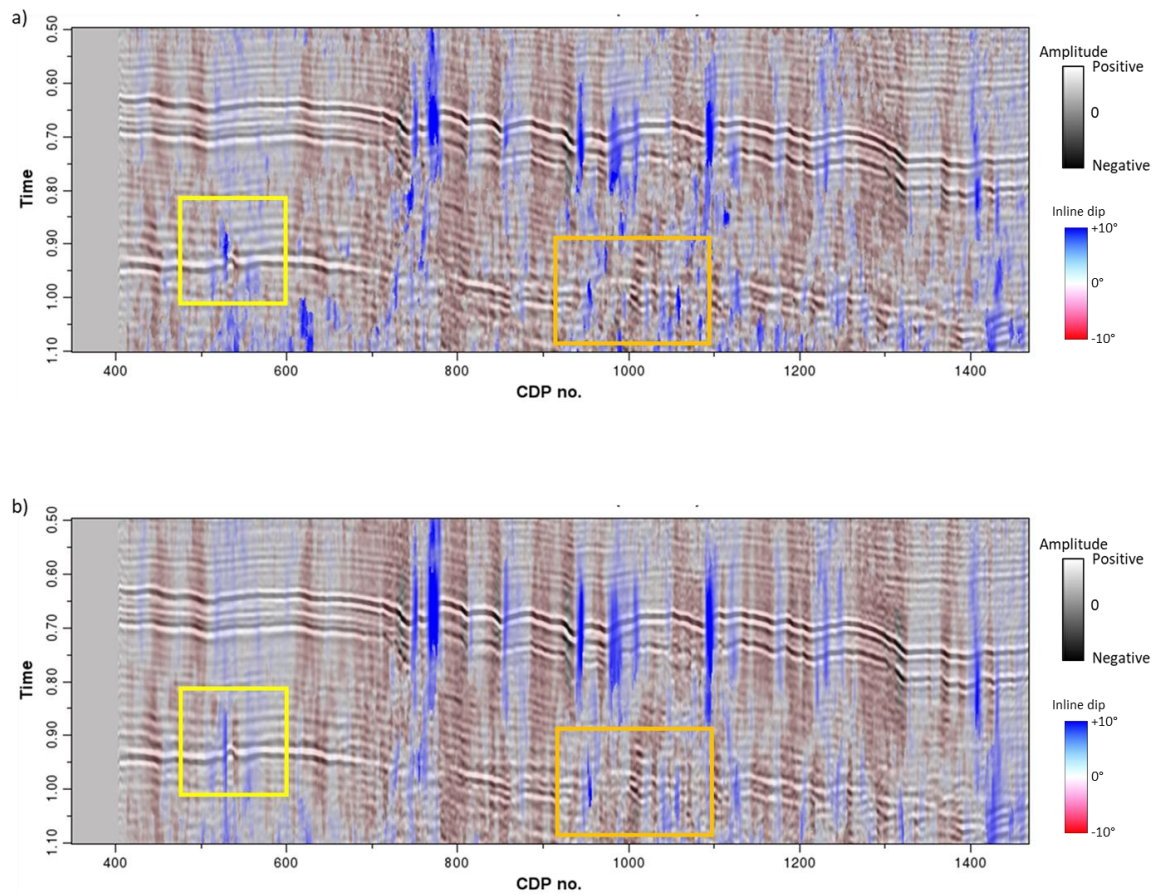 a)
0.50
0.60
0.70
0.80
0.90
1.00
1.10
Time
400
600
800
1000
1200
1400
CDP no.
Amplitude
Positive
0
Negative
Inline dip
+10°
0°
-10°
b)
0.50
0.60
0.70
0.80
0.90
1.00
1.10
Time
400
600
800
1000
1200
1400
CDP no.
Amplitude
Positive
0
Negative
Inline dip
+10°
0°
-10°